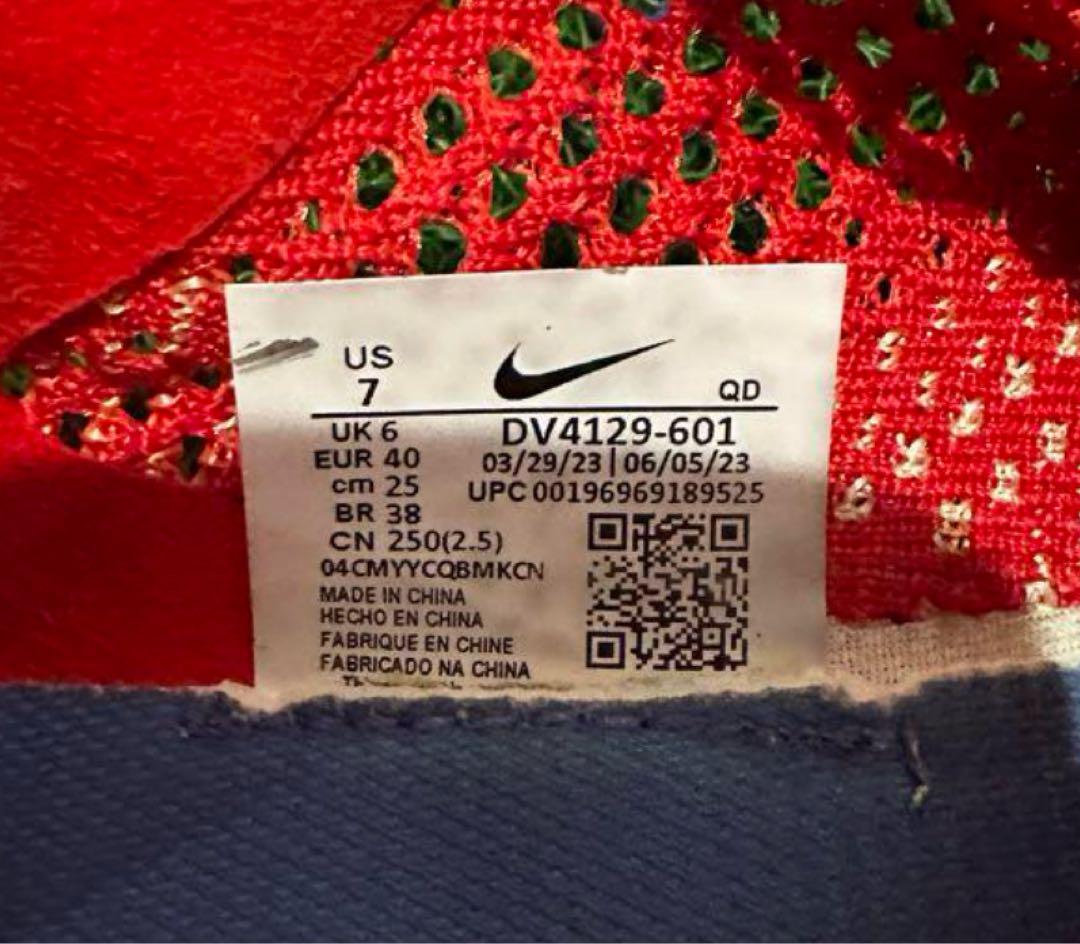 US
7
QD
UK 6
EUR 40
cm 25
BR 38
CN 250(2.5)
DV4129-601
03/29/23 | 06/05/23
UPC 00196969189525
04CMYYCQBMKCN
MADE IN CHINA
HECHO EN CHINA
FABRIQUE EN CHINE
FABRICADO NA CHINA